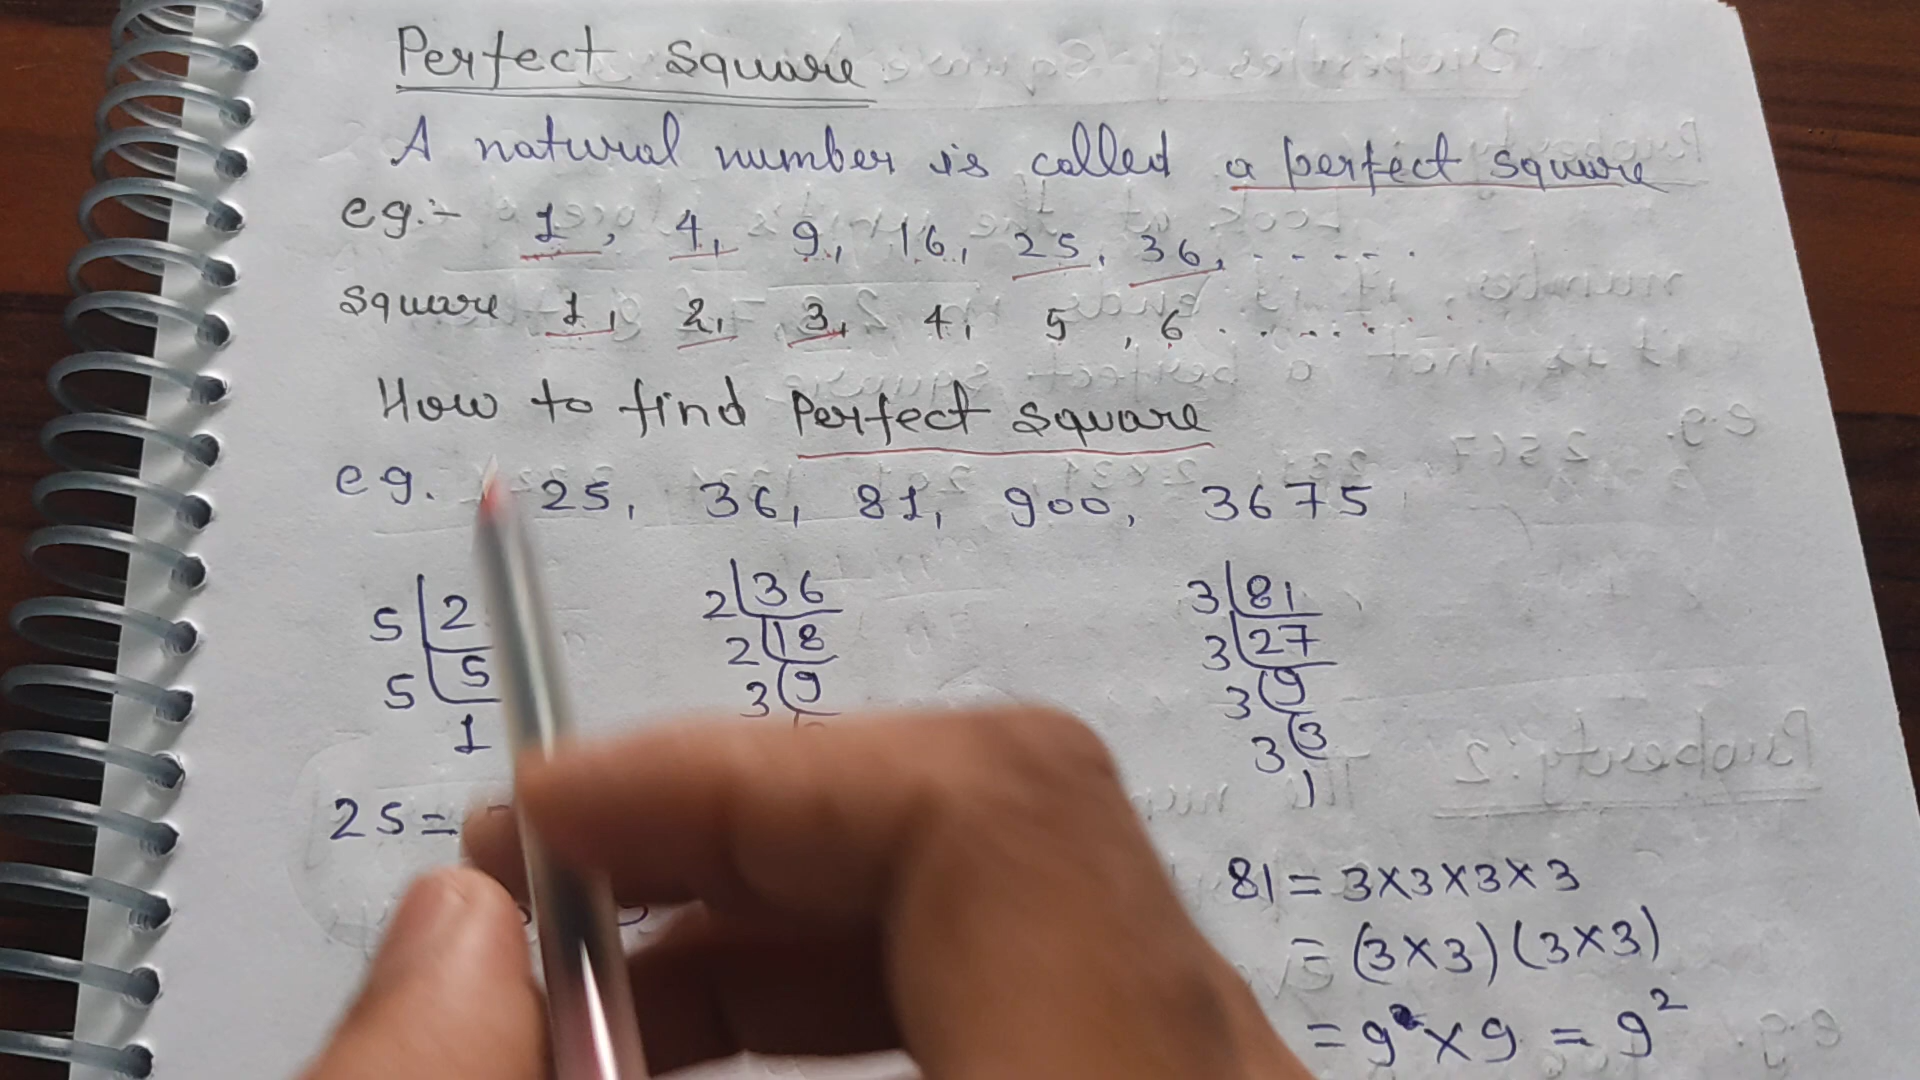 Perfect Square
A natural number is called a perfect square
eg:- 1, 4, 9, 16, 25, 36, ......
Square 1, 2, 3, 4, 5, 6 .......
How to find Perfect Square
eg. 25, 36, 81, 900, 3675
5 | 2
5 | 5
1
2 | 36
2 | 18
3 | 9
3 | 81
3 | 27
3 | 9
3 | 3
1
25 =
81 = 3×3×3×3
= (3×3) (3×3)
= 9 × 9 = 9²